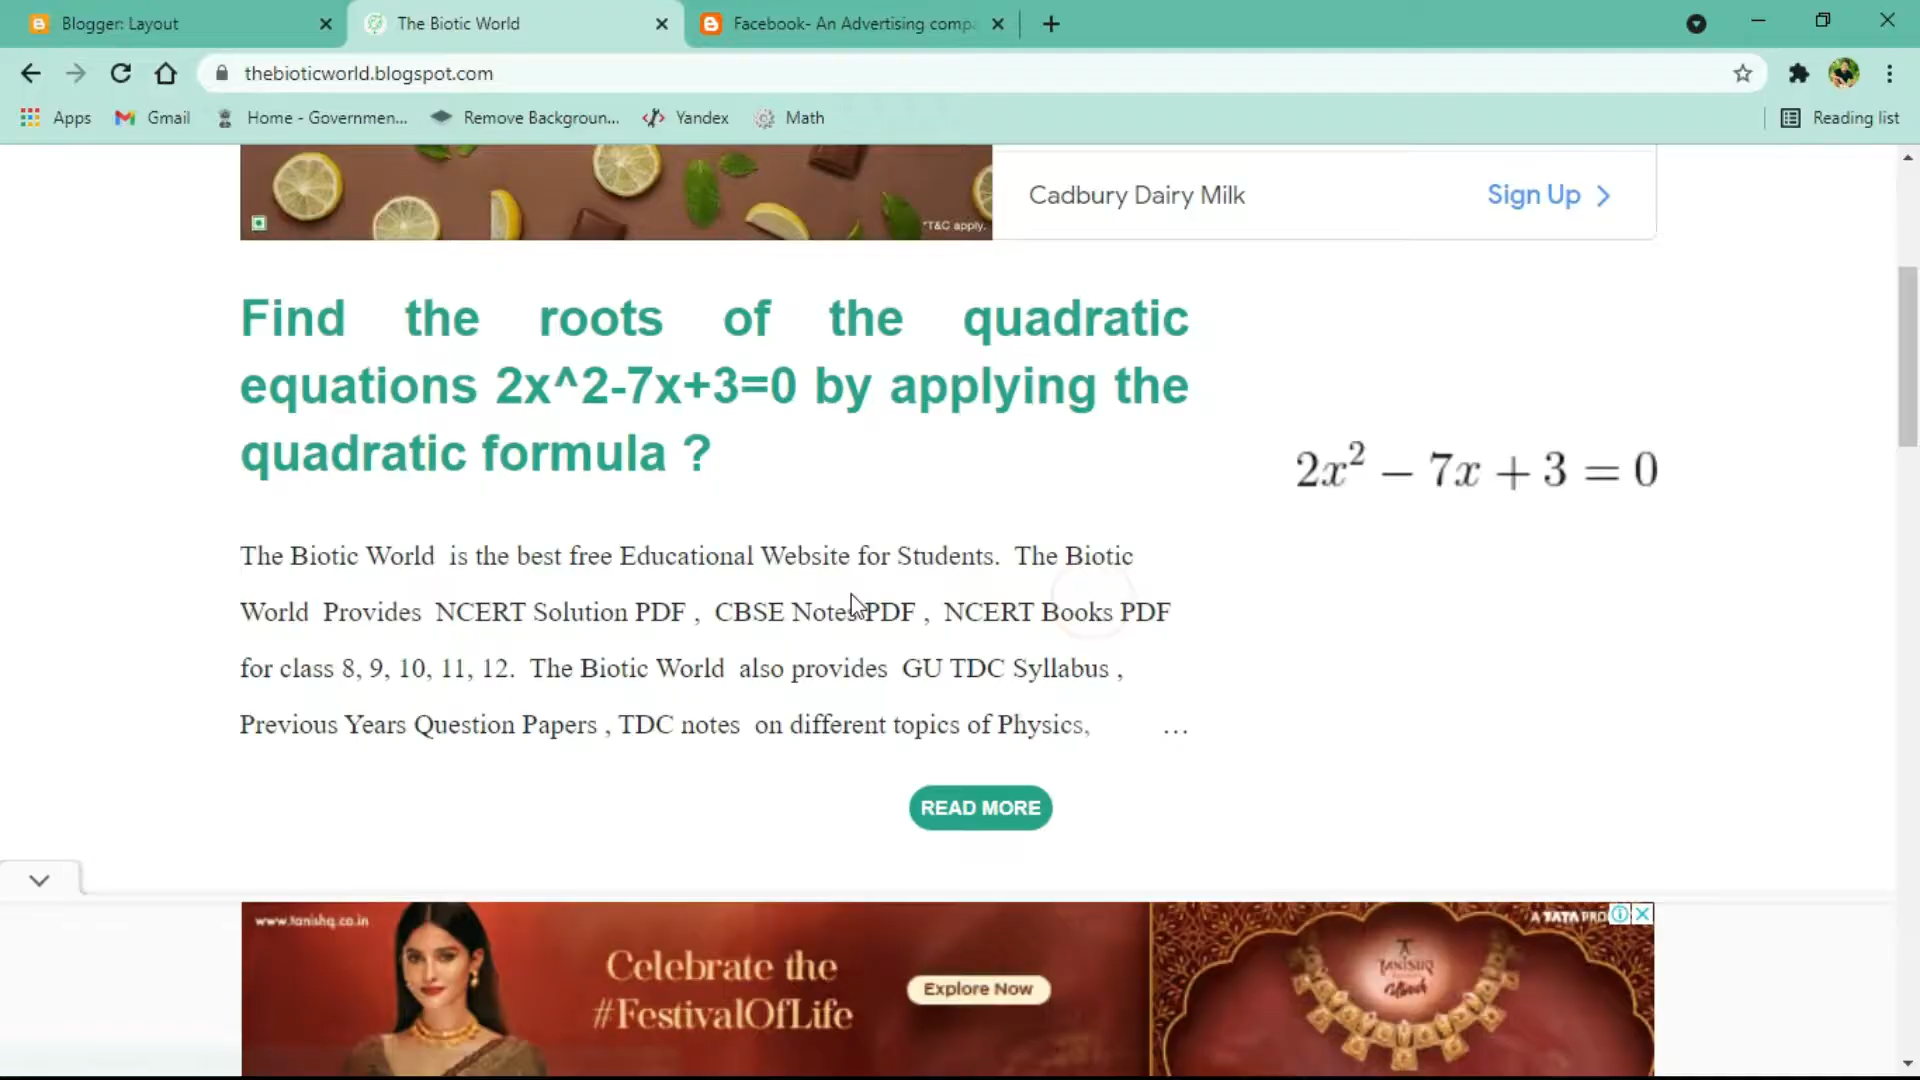 Blogger: Layout
The Biotic World
Facebook- An Advertising comp
thebioticworld.blogspot.com
Apps
Gmail
Home - Governmen...
Remove Backgroun...
Yandex
Math
Reading list
*T&C apply.
Cadbury Dairy Milk
Sign Up
Find the roots of the quadratic
equations 2x^2-7x+3=0 by applying the
quadratic formula ?
2x² − 7x + 3 = 0
The Biotic World is the best free Educational Website for Students. The Biotic
World Provides NCERT Solution PDF , CBSE Notes PDF , NCERT Books PDF
for class 8, 9, 10, 11, 12. The Biotic World also provides GU TDC Syllabus ,
Previous Years Question Papers , TDC notes on different topics of Physics, ...
READ MORE
www.tanishq.co.in
A TATA PRO
Celebrate the
#FestivalOfLife
Explore Now
TANISHQ